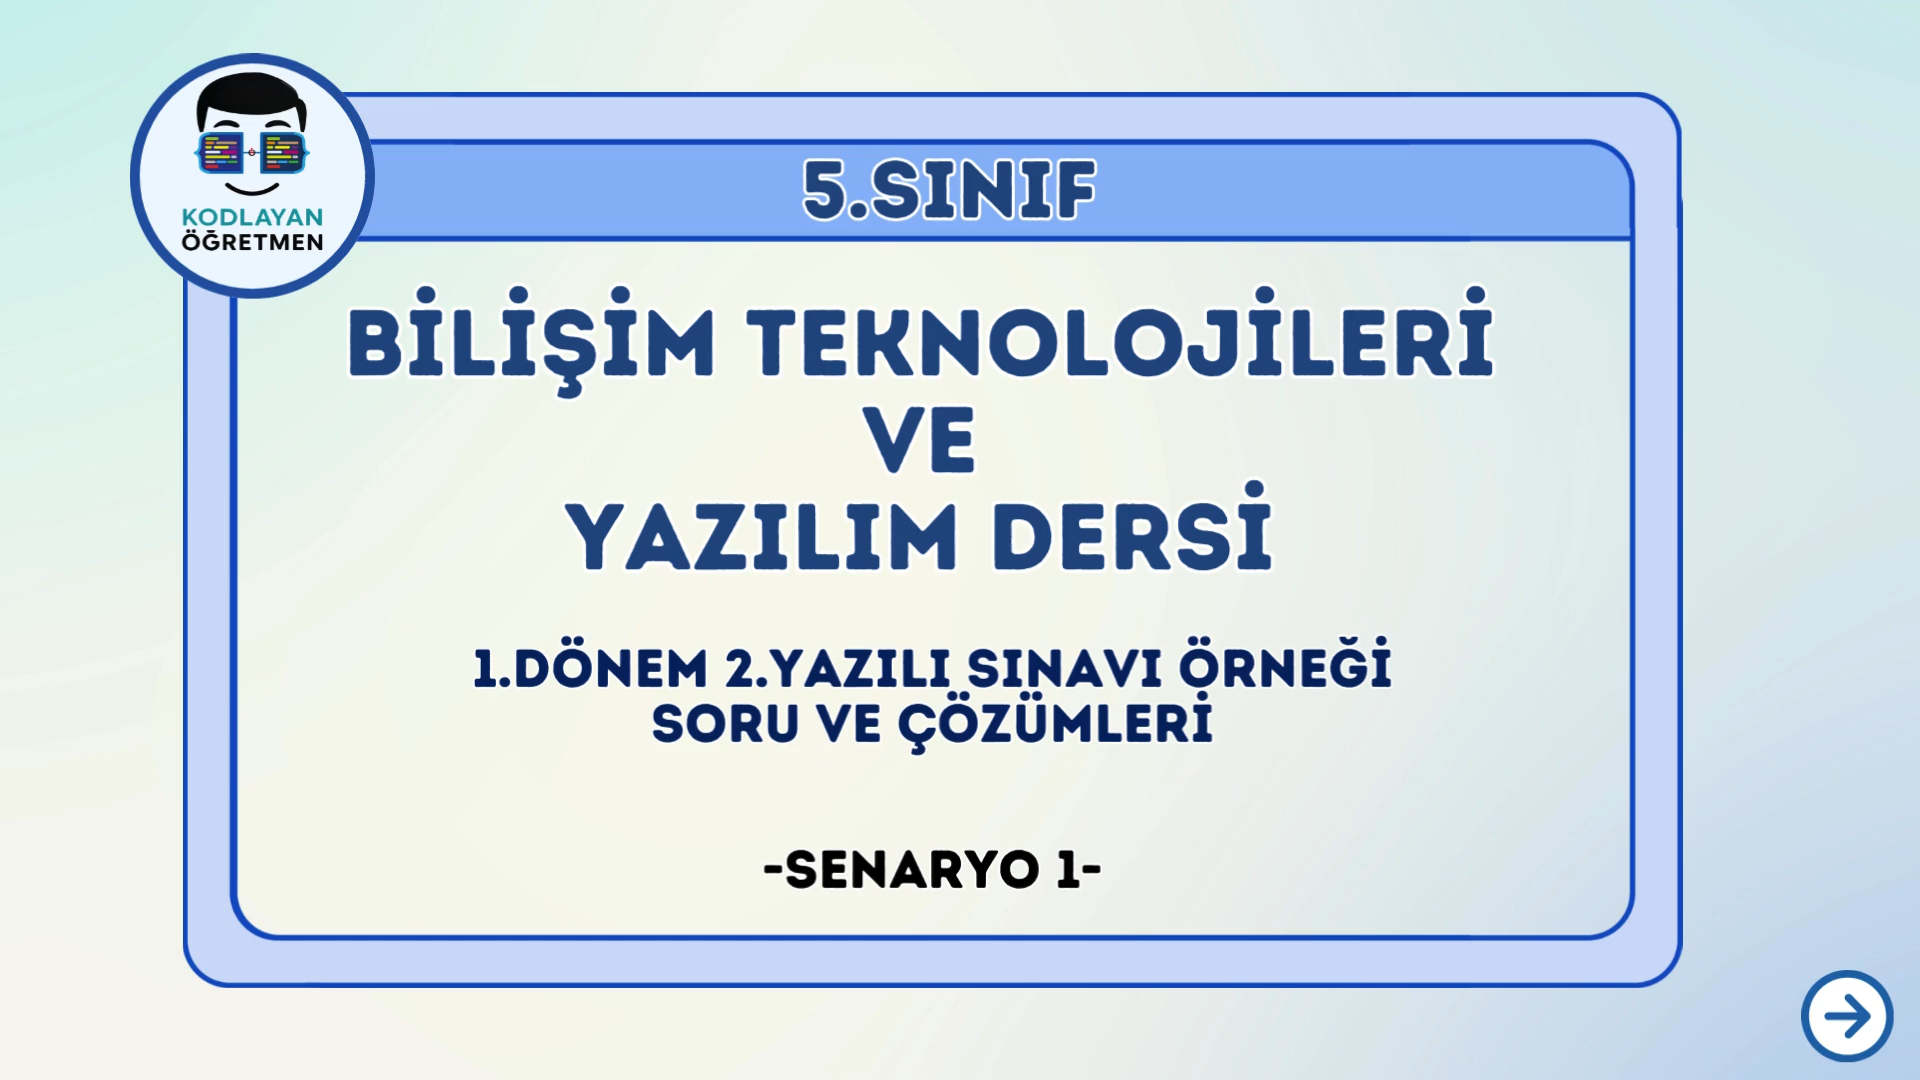 KODLAYAN
ÖĞRETMEN
5.SINIF
BİLİŞİM TEKNOLOJİLERİ
VE
YAZILIM DERSİ
1.DÖNEM 2.YAZILI SINAVI ÖRNEĞİ
SORU VE ÇÖZÜMLERİ
-SENARYO 1-